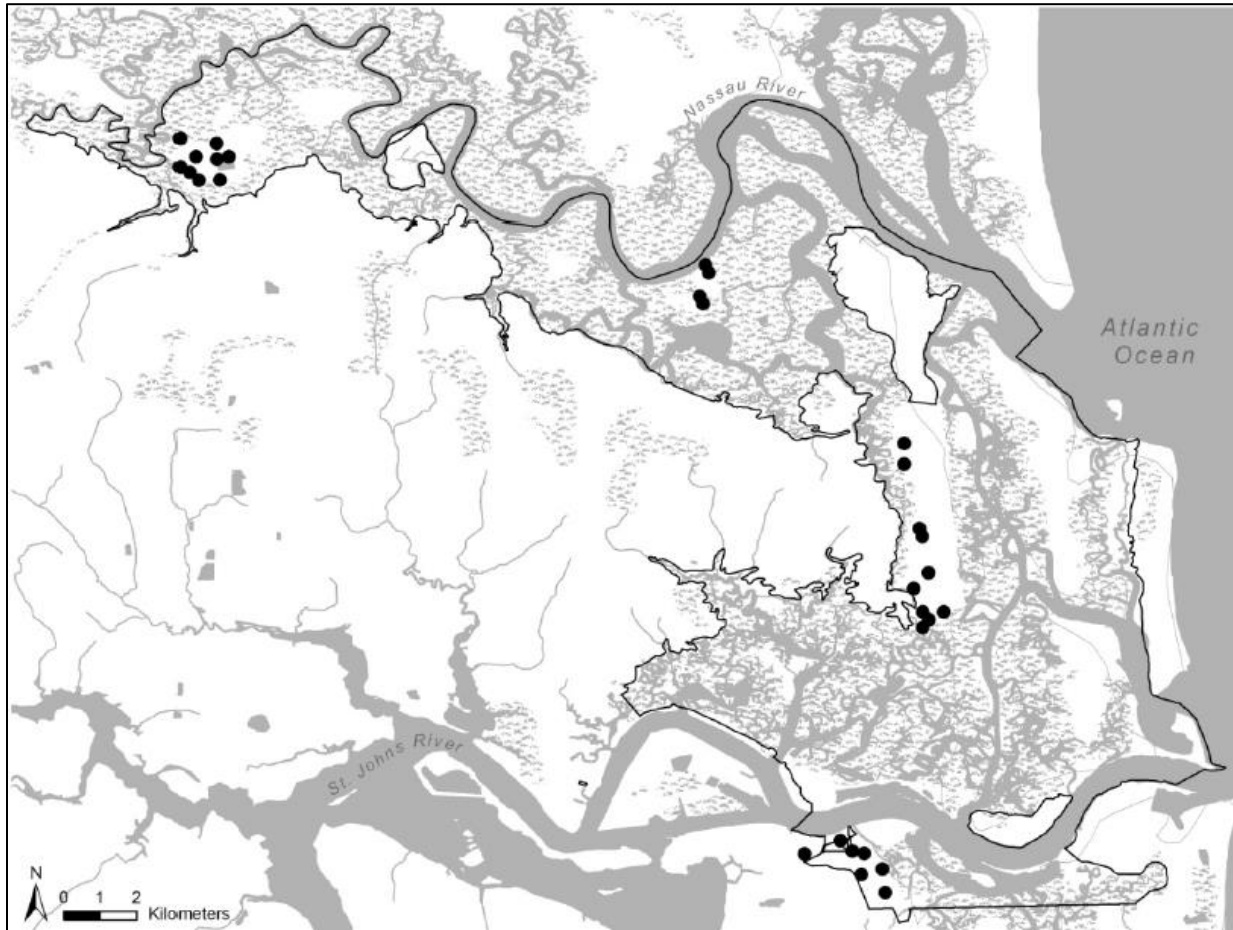 Nassau River
Atlantic
Ocean
St. Johns River
N
0 1 2
Kilometers